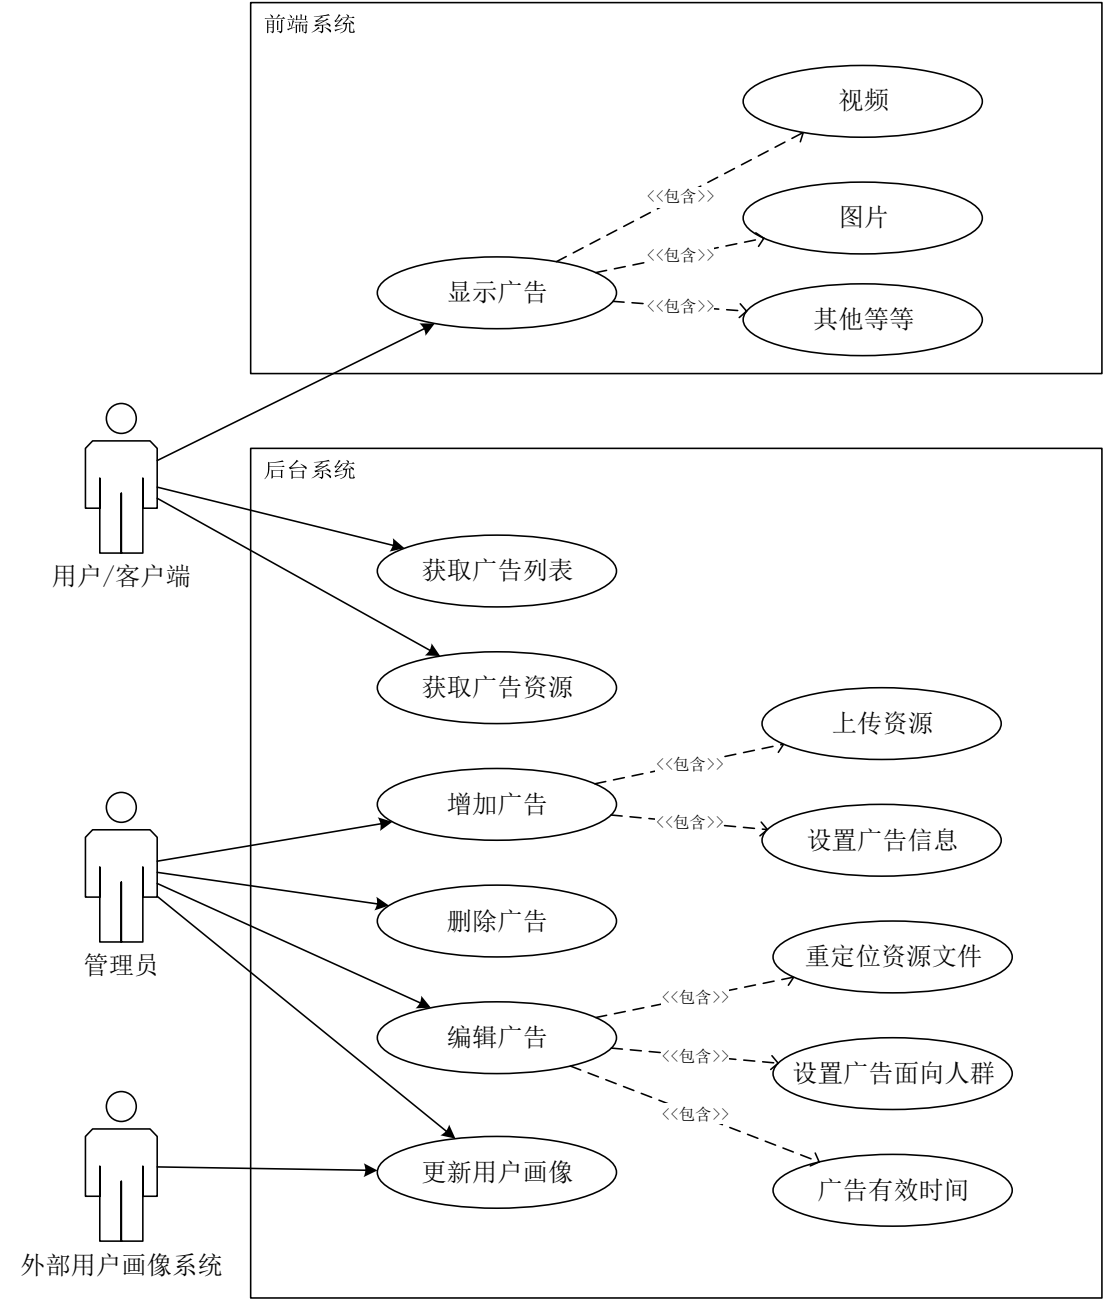 前端系统
视频
<<包含>>
图片
<<包含>>
显示广告
<<包含>>
其他等等
后台系统
用户/客户端
获取广告列表
获取广告资源
上传资源
<<包含>>
增加广告
<<包含>>
设置广告信息
删除广告
管理员
重定位资源文件
<<包含>>
编辑广告
<<包含>>
设置广告面向人群
<<包含>>
更新用户画像
广告有效时间
外部用户画像系统